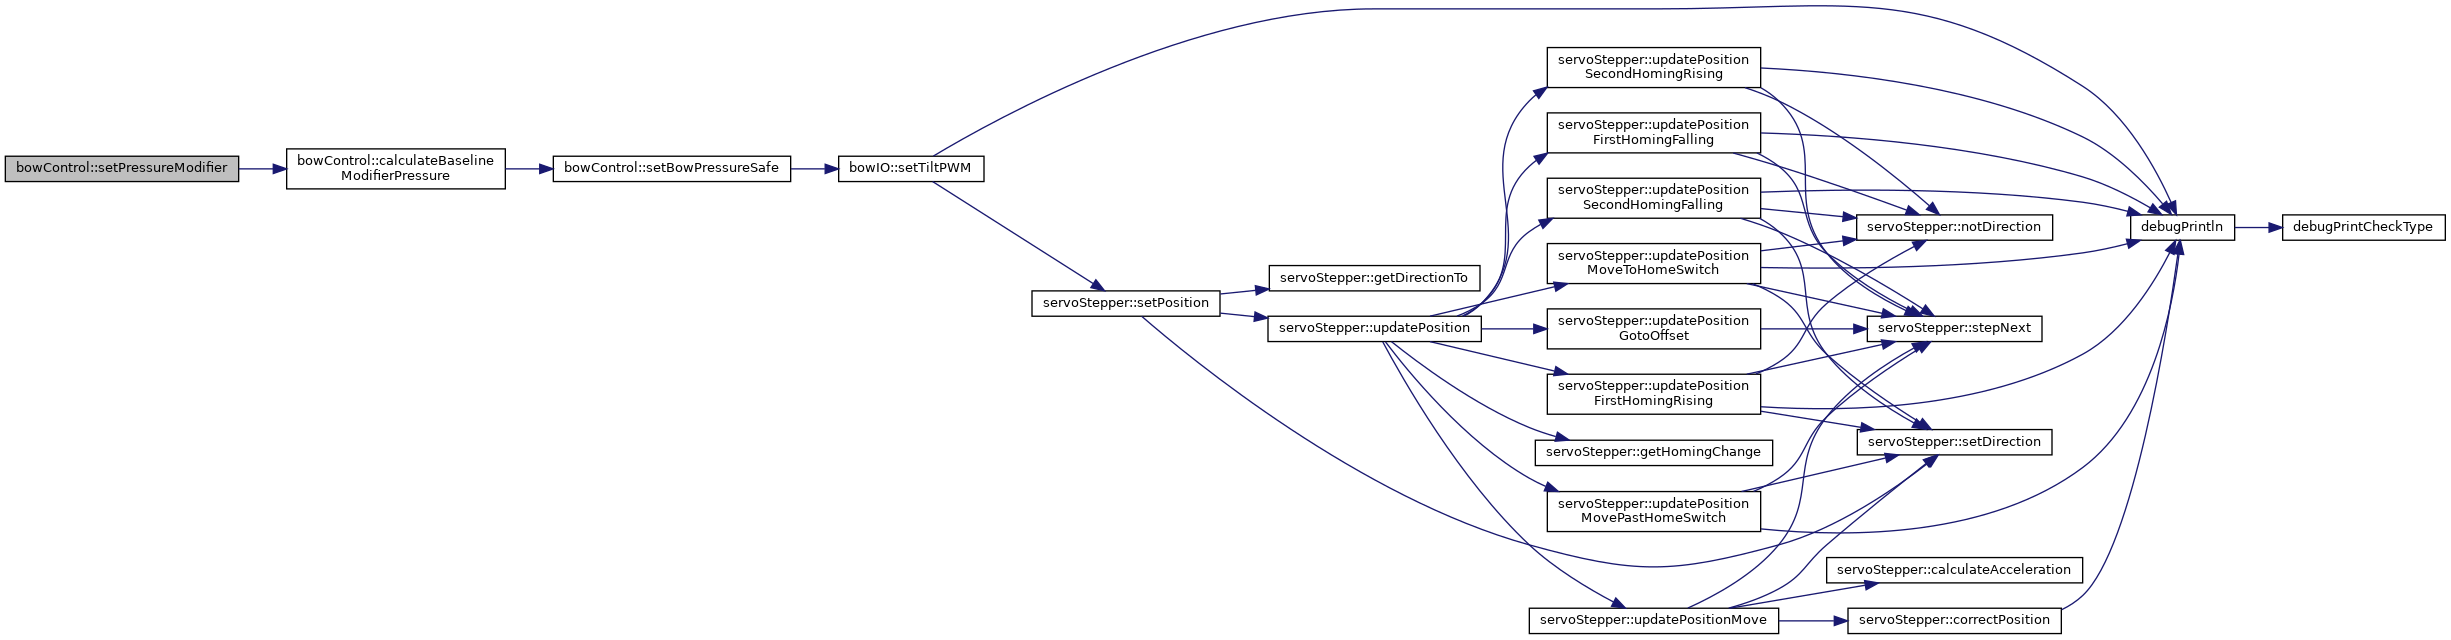 bowControl::setPressureModifier
bowControl::calculateBaseline
ModifierPressure
bowControl::setBowPressureSafe
bowIO::setTiltPWM
servoStepper::setPosition
servoStepper::getDirectionTo
servoStepper::updatePosition
servoStepper::updatePosition
SecondHomingRising
servoStepper::updatePosition
FirstHomingFalling
servoStepper::updatePosition
SecondHomingFalling
servoStepper::updatePosition
MoveToHomeSwitch
servoStepper::updatePosition
GotoOffset
servoStepper::updatePosition
FirstHomingRising
servoStepper::getHomingChange
servoStepper::updatePosition
MovePastHomeSwitch
servoStepper::updatePositionMove
servoStepper::notDirection
servoStepper::stepNext
servoStepper::setDirection
servoStepper::calculateAcceleration
servoStepper::correctPosition
debugPrintln
debugPrintCheckType